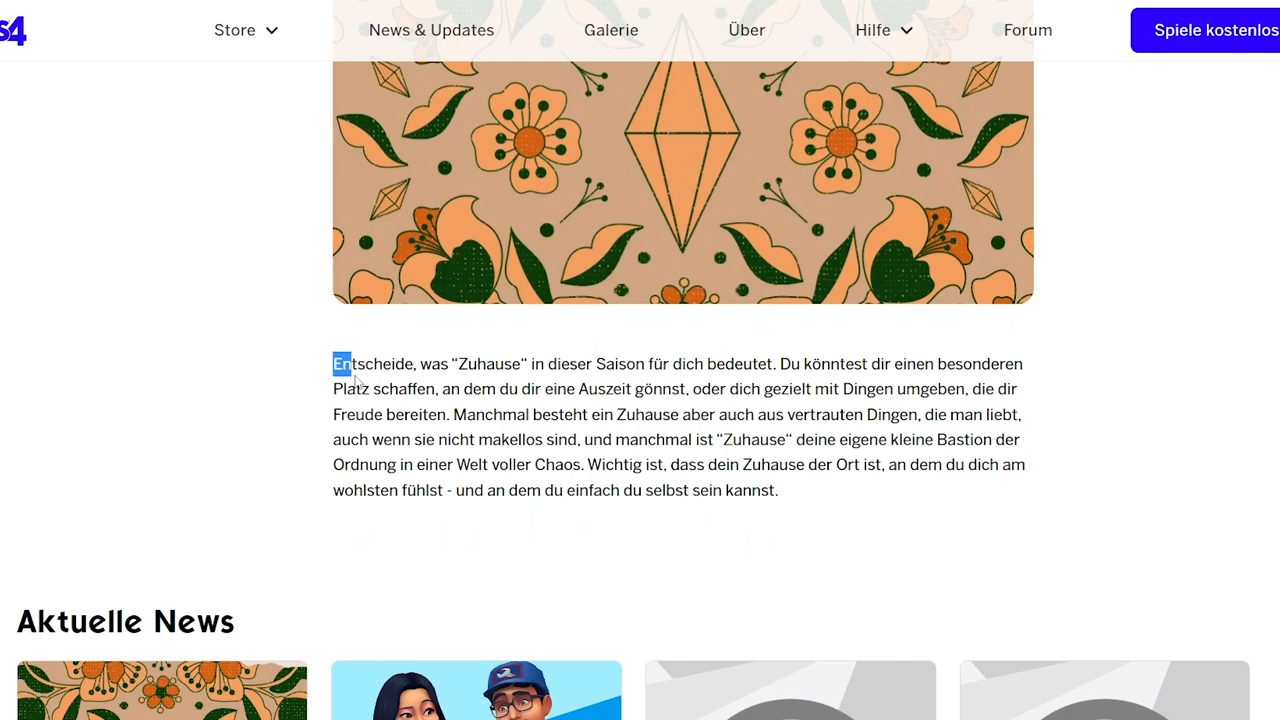 s4
Store
News & Updates
Galerie
Über
Hilfe
Forum
Spiele kostenlos
Entscheide, was “Zuhause“ in dieser Saison für dich bedeutet. Du könntest dir einen besonderen
Platz schaffen, an dem du dir eine Auszeit gönnst, oder dich gezielt mit Dingen umgeben, die dir
Freude bereiten. Manchmal besteht ein Zuhause aber auch aus vertrauten Dingen, die man liebt,
auch wenn sie nicht makellos sind, und manchmal ist “Zuhause“ deine eigene kleine Bastion der
Ordnung in einer Welt voller Chaos. Wichtig ist, dass dein Zuhause der Ort ist, an dem du dich am
wohlsten fühlst - und an dem du einfach du selbst sein kannst.
Aktuelle News